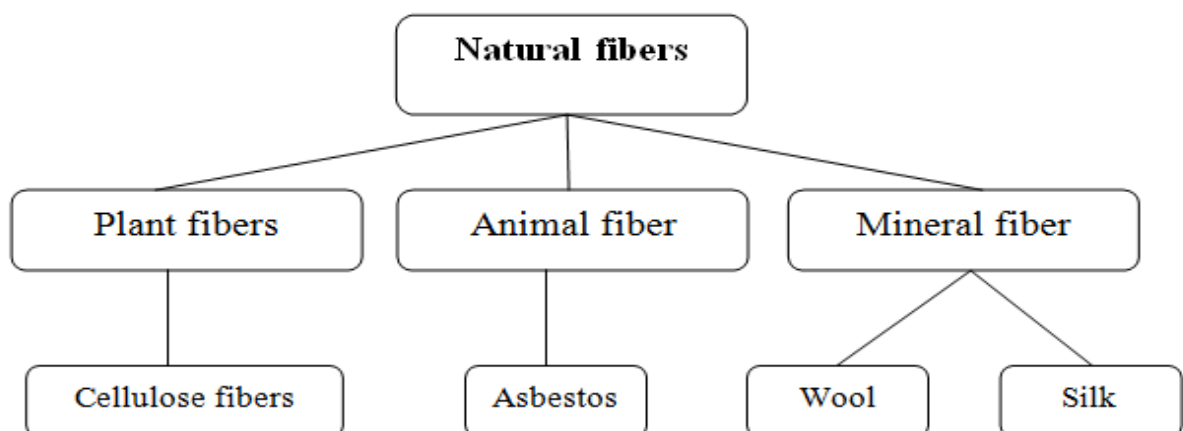 Natural fibers
Plant fibers
Animal fiber
Mineral fiber
Cellulose fibers
Asbestos
Wool
Silk